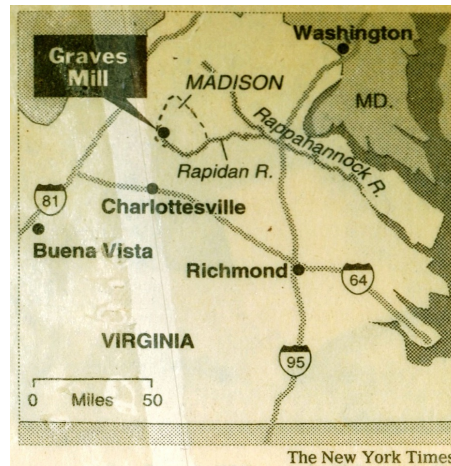 Washington
Graves
Mill
MADISON
MD.
Rappahannock R.
Rapidan R.
81
Charlottesville
Buena Vista
Richmond
64
VIRGINIA
95
0 Miles 50
The New York Times